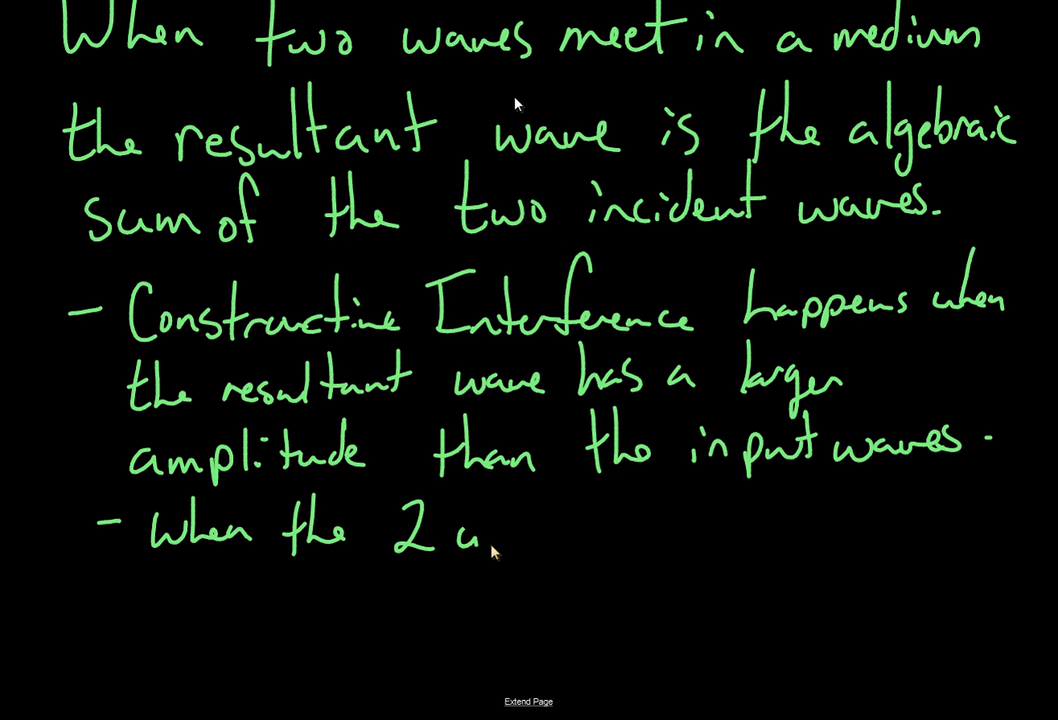 When two waves meet in a medium
the resultant wave is the algebraic
sum of the two incident waves.
- Constructive Interference happens when
the resultant wave has a larger
amplitude than the input waves.
- when the 2
Extend Page